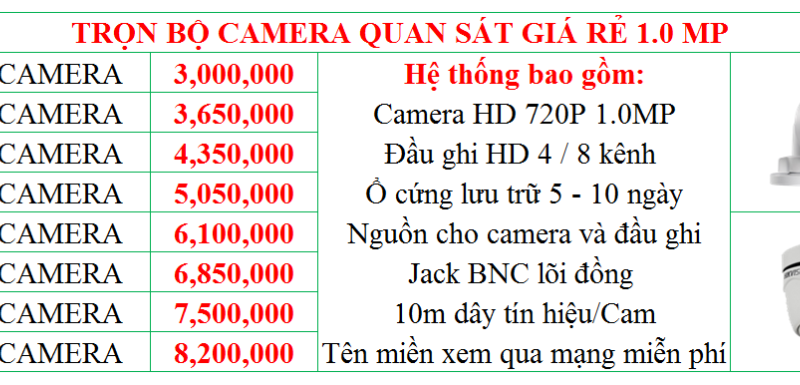 TRỌN BỘ CAMERA QUAN SÁT GIÁ RẺ 1.0 MP
CAMERA 3,000,000 Hệ thống bao gồm:
CAMERA 3,650,000 Camera HD 720P 1.0MP
CAMERA 4,350,000 Đầu ghi HD 4 / 8 kênh
CAMERA 5,050,000 Ổ cứng lưu trữ 5 - 10 ngày
CAMERA 6,100,000 Nguồn cho camera và đầu ghi
CAMERA 6,850,000 Jack BNC lõi đồng
CAMERA 7,500,000 10m dây tín hiệu/Cam
CAMERA 8,200,000 Tên miền xem qua mạng miễn phí